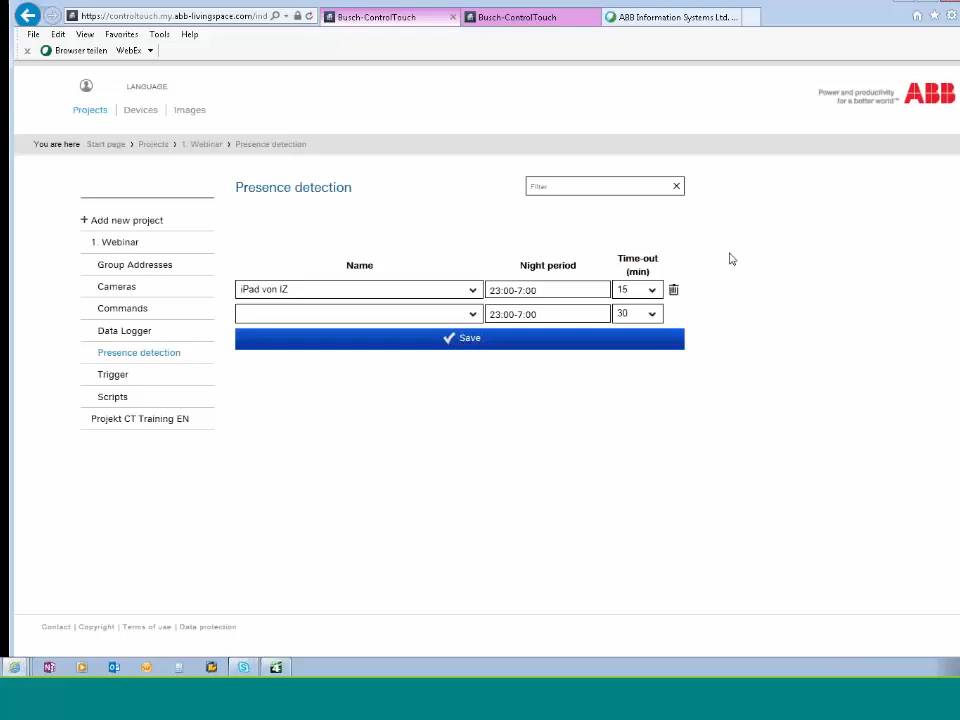 https://controltouch.my.abb-livingspace.com/ind
Busch-ControlTouch
Busch-ControlTouch
ABB Information Systems Ltd. ...
File Edit View Favorites Tools Help
x Browser teilen WebEx
LANGUAGE
Projects | Devices | Images
Power and productivity
for a better world™
ABB
You are here Start page > Projects > 1. Webinar > Presence detection
Presence detection
Filter
+ Add new project
1. Webinar
Group Addresses
Cameras
Commands
Data Logger
Presence detection
Trigger
Scripts
Projekt CT Training EN
Name Night period Time-out
(min)
iPad von IZ 23:00-7:00 15
23:00-7:00 30
Save
Contact | Copyright | Terms of use | Data protection